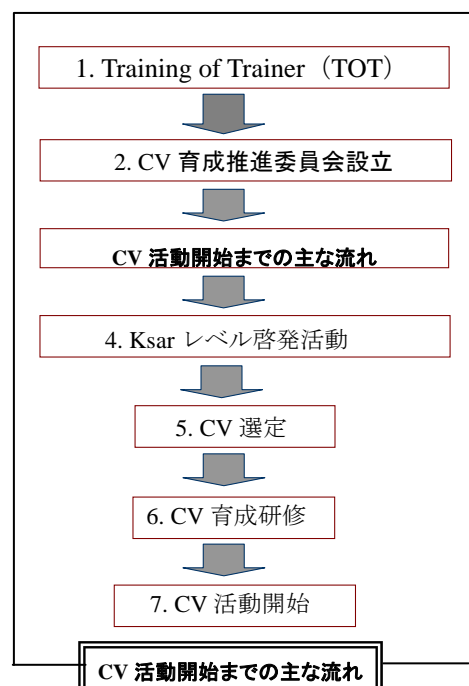 1. Training of Trainer（TOT）
2. CV 育成推進委員会設立
CV 活動開始までの主な流れ
4. Ksar レベル啓発活動
5. CV 選定
6. CV 育成研修
7. CV 活動開始
CV 活動開始までの主な流れ